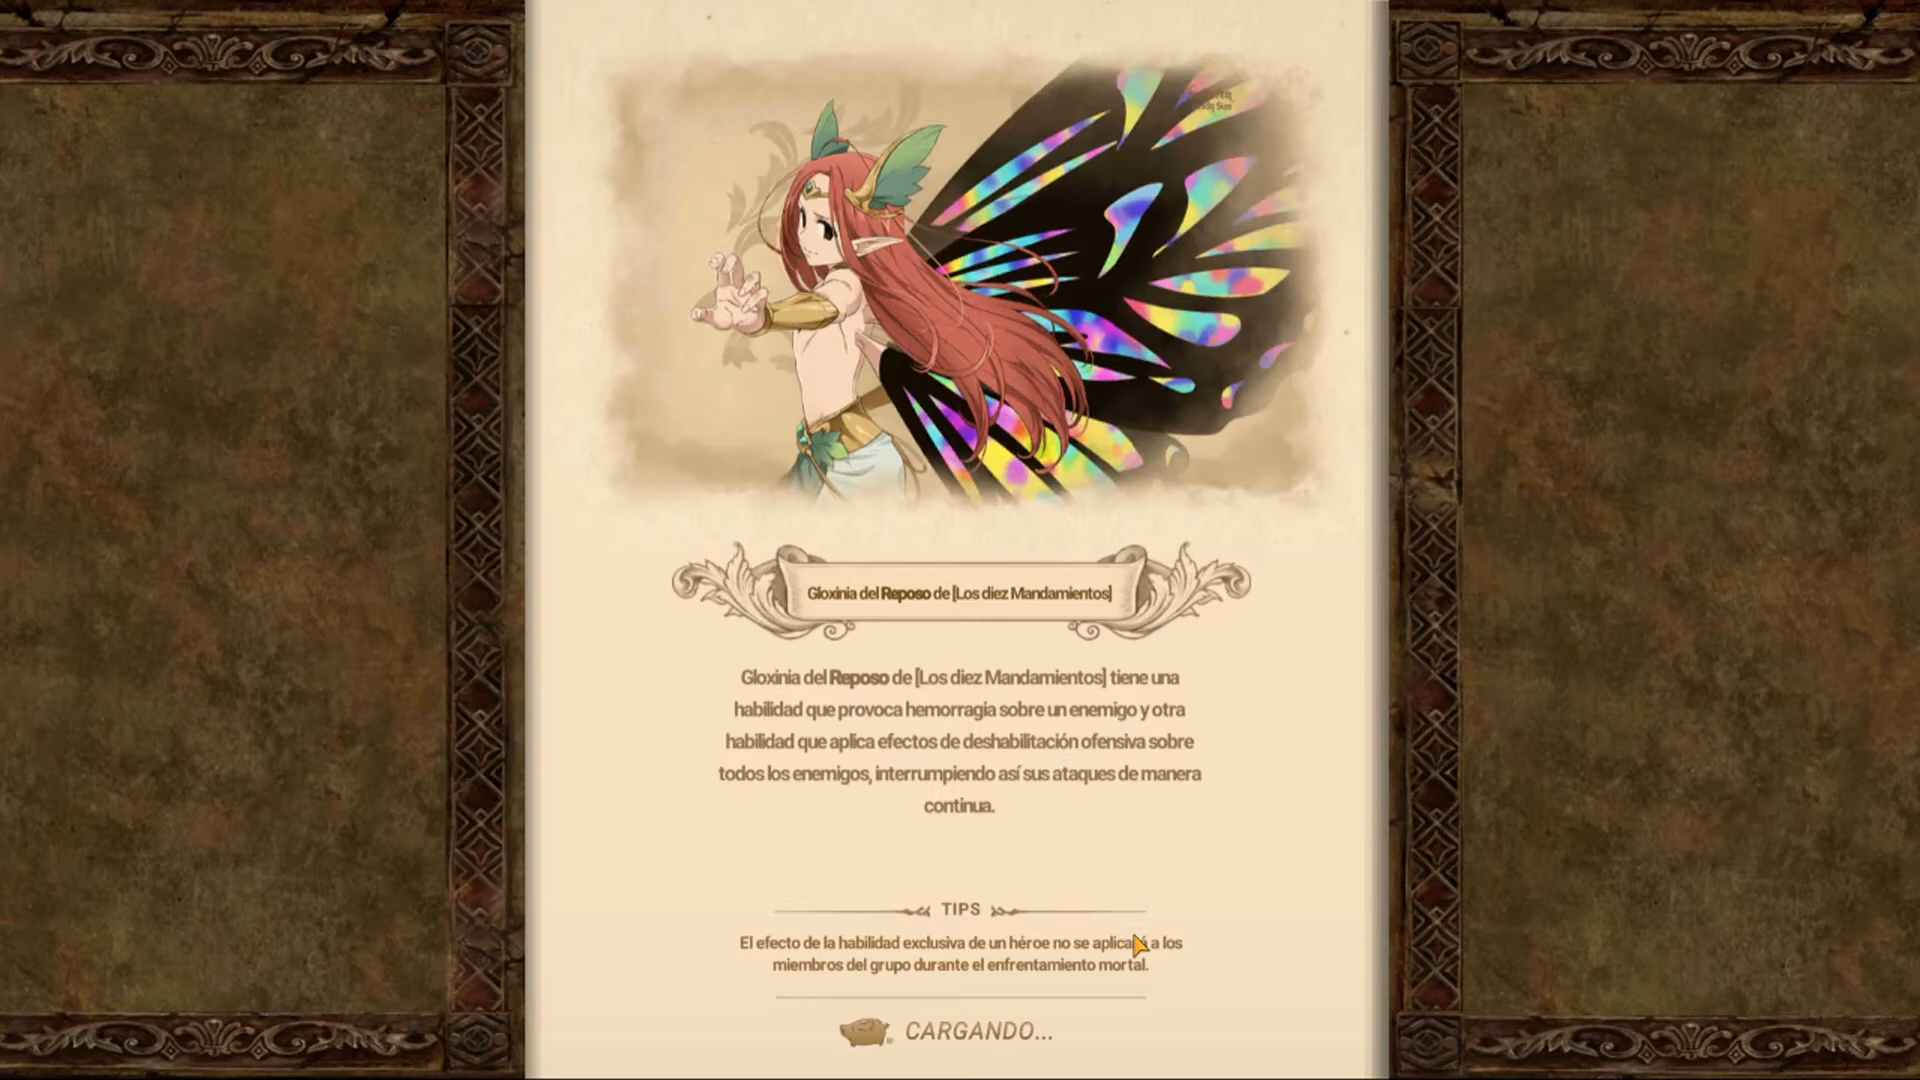 Gloxinia del Reposo de [Los diez Mandamientos]
Gloxinia del Reposo de [Los diez Mandamientos] tiene una
habilidad que provoca hemorragia sobre un enemigo y otra
habilidad que aplica efectos de deshabilitación ofensiva sobre
todos los enemigos, interrumpiendo así sus ataques de manera
continua.
TIPS
El efecto de la habilidad exclusiva de un héroe no se aplicará a los
miembros del grupo durante el enfrentamiento mortal.
CARGANDO...